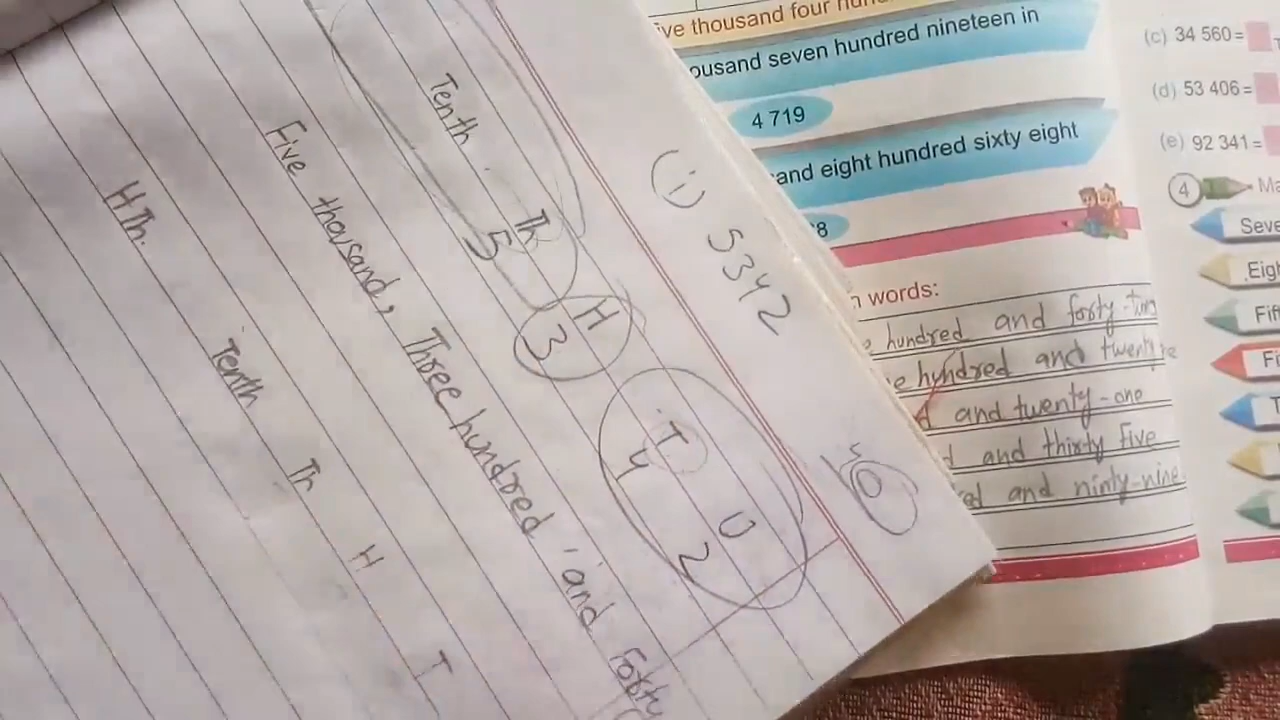 (i) 5342
Tenth Th H T U
5 3 4 2
Five thousand, Three hundred and Forty
H Th. Tenth Th H T
ive thousand four
ousand seven hundred nineteen in
4 719
and eight hundred sixty eight
8
words:
hundred and forty-two
hundred and twenty
and twenty-one
and thirty five
and ninty-nine
(c) 34 560 =
(d) 53 406 =
(e) 92 341 =
4 Ma
Seve
Eigh
Fift
Fi